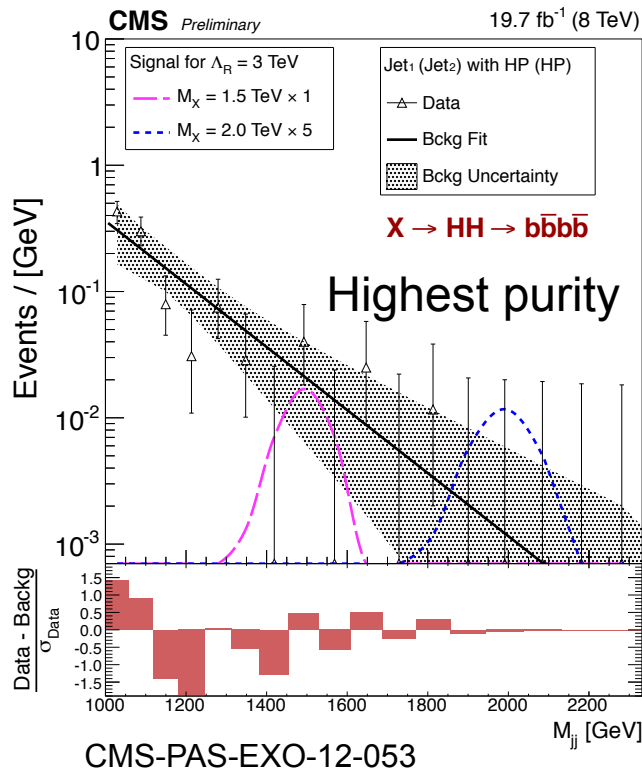 CMS Preliminary 19.7 fb⁻¹ (8 TeV)
Signal for Λ_R = 3 TeV
M_X = 1.5 TeV × 1
M_X = 2.0 TeV × 5
Jet₁ (Jet₂) with HP (HP)
Data
Bckg Fit
Bckg Uncertainty
X → HH → bb̅bb̅
Highest purity
Events / [GeV]
10
1
10⁻¹
10⁻²
10⁻³
Data - Backg
σ_Data
1.5
1.0
0.5
0.0
-0.5
-1.0
-1.5
1000 1200 1400 1600 1800 2000 2200
M_jj [GeV]
CMS-PAS-EXO-12-053